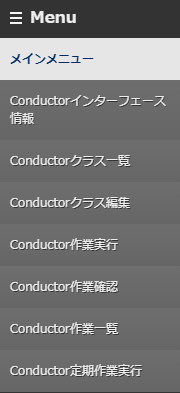 Menu
メインメニュー
Conductorインターフェース
情報
Conductorクラス一覧
Conductorクラス編集
Conductor作業実行
Conductor作業確認
Conductor作業一覧
Conductor定期作業実行